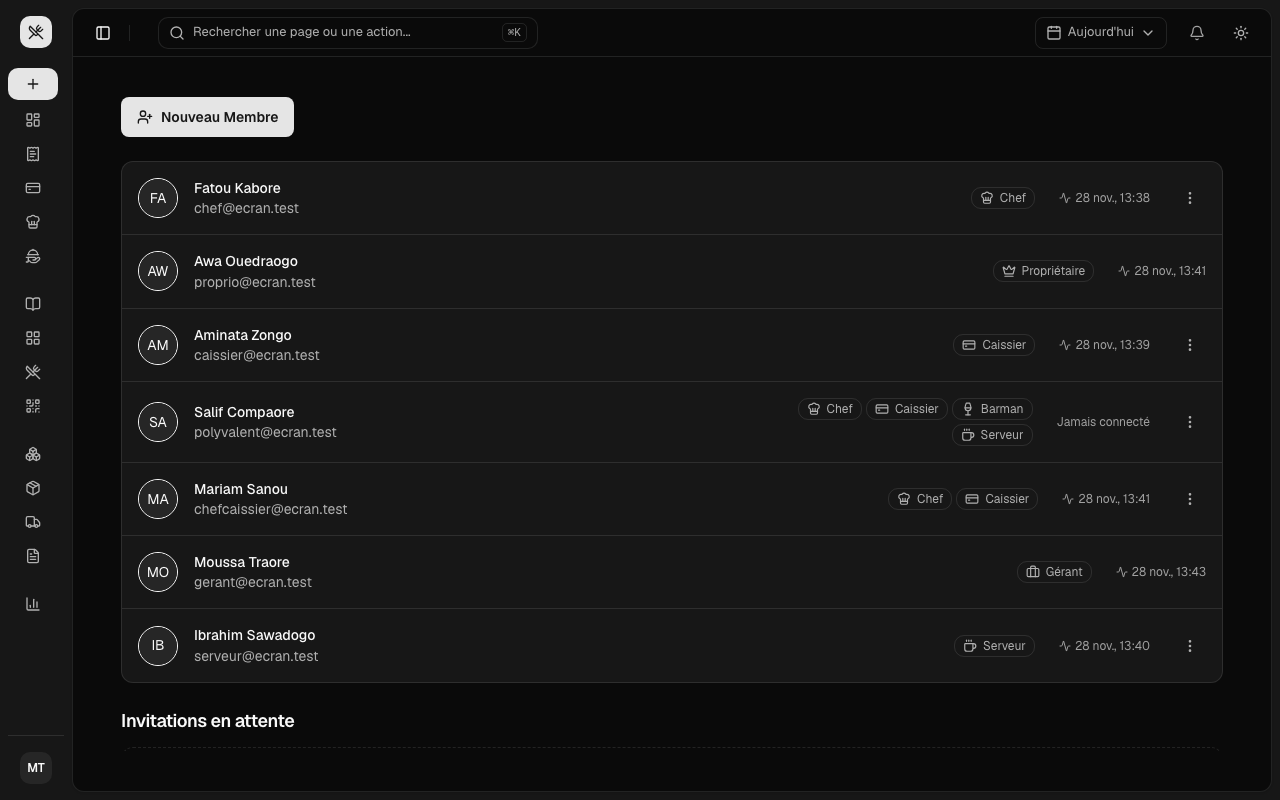 Rechercher une page ou une action...
⌘K
Aujourd'hui
Nouveau Membre
FA
Fatou Kabore
chef@ecran.test
Chef
28 nov., 13:38
AW
Awa Ouedraogo
proprio@ecran.test
Propriétaire
28 nov., 13:41
AM
Aminata Zongo
caissier@ecran.test
Caissier
28 nov., 13:39
SA
Salif Compaore
polyvalent@ecran.test
Chef
Caissier
Barman
Serveur
Jamais connecté
MA
Mariam Sanou
chefcaissier@ecran.test
Chef
Caissier
28 nov., 13:41
MO
Moussa Traore
gerant@ecran.test
Gérant
28 nov., 13:43
IB
Ibrahim Sawadogo
serveur@ecran.test
Serveur
28 nov., 13:40
Invitations en attente
MT